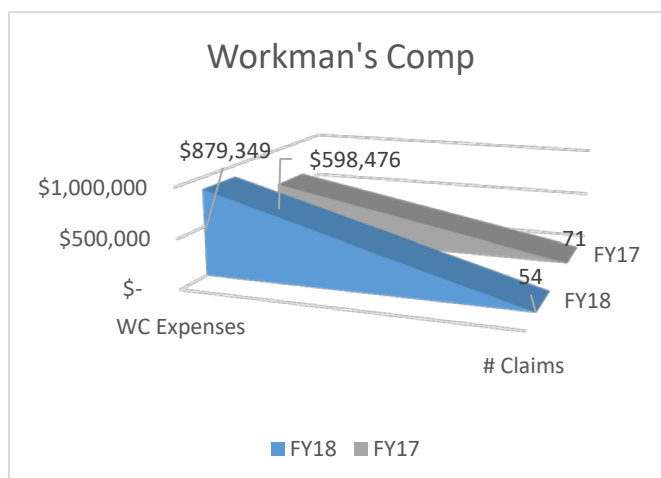 Workman's Comp
$879,349
$598,476
$1,000,000
$500,000
$-
71
FY17
54
FY18
WC Expenses
# Claims
FY18 FY17